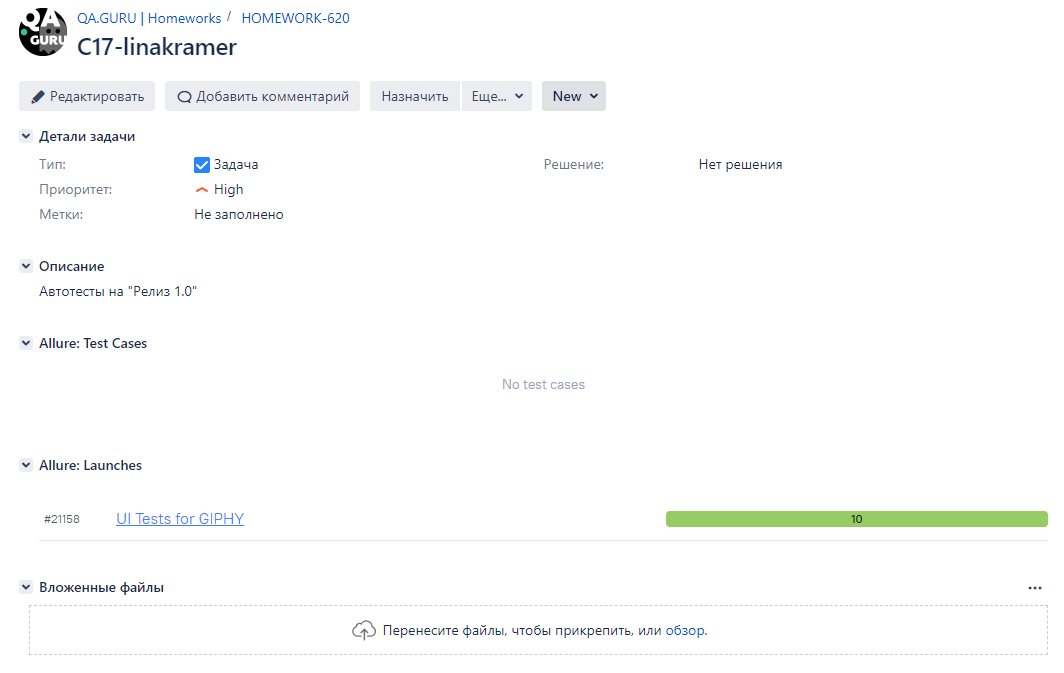 QA
GURU
QA.GURU | Homeworks / HOMEWORK-620
C17-linakramer
Редактировать Добавить комментарий Назначить Еще... New
Детали задачи
Тип: Задача Решение: Нет решения
Приоритет: High
Метки: Не заполнено
Описание
Автотесты на "Релиз 1.0"
Allure: Test Cases
No test cases
Allure: Launches
#21158 UI Tests for GIPHY 10
Вложенные файлы
Перенесите файлы, чтобы прикрепить, или обзор.